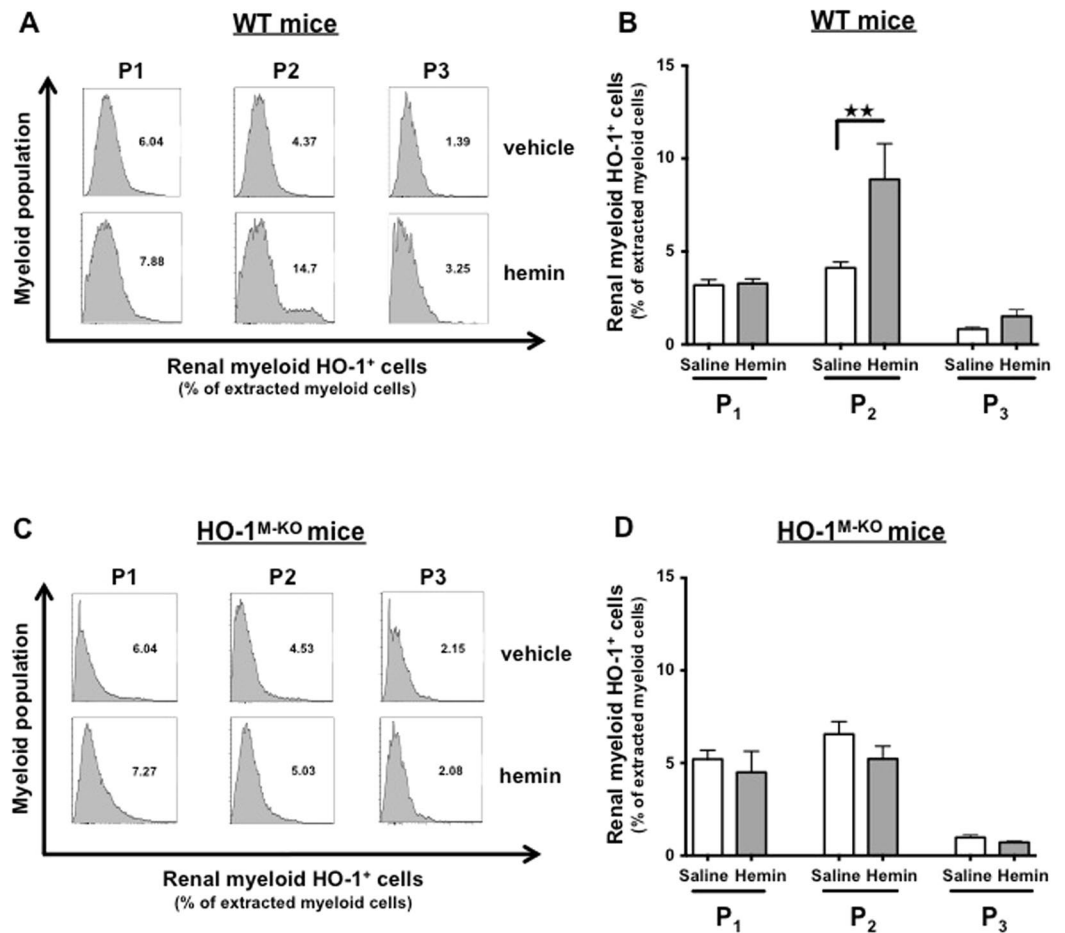 A
WT mice
P1 P2 P3
Myeloid population
6.04 4.37 1.39 vehicle
7.88 14.7 3.25 hemin
Renal myeloid HO-1⁺ cells
(% of extracted myeloid cells)
B
WT mice
Renal myeloid HO-1⁺ cells
(% of extracted myeloid cells)
15
10
5
0
★★
Saline Hemin Saline Hemin Saline Hemin
P₁ P₂ P₃
C
HO-1ᴹ⁻ᴷᴼ mice
P1 P2 P3
Myeloid population
6.04 4.53 2.15 vehicle
7.27 5.03 2.08 hemin
Renal myeloid HO-1⁺ cells
(% of extracted myeloid cells)
D
HO-1ᴹ⁻ᴷᴼ mice
Renal myeloid HO-1⁺ cells
(% of extracted myeloid cells)
15
10
5
0
Saline Hemin Saline Hemin Saline Hemin
P₁ P₂ P₃